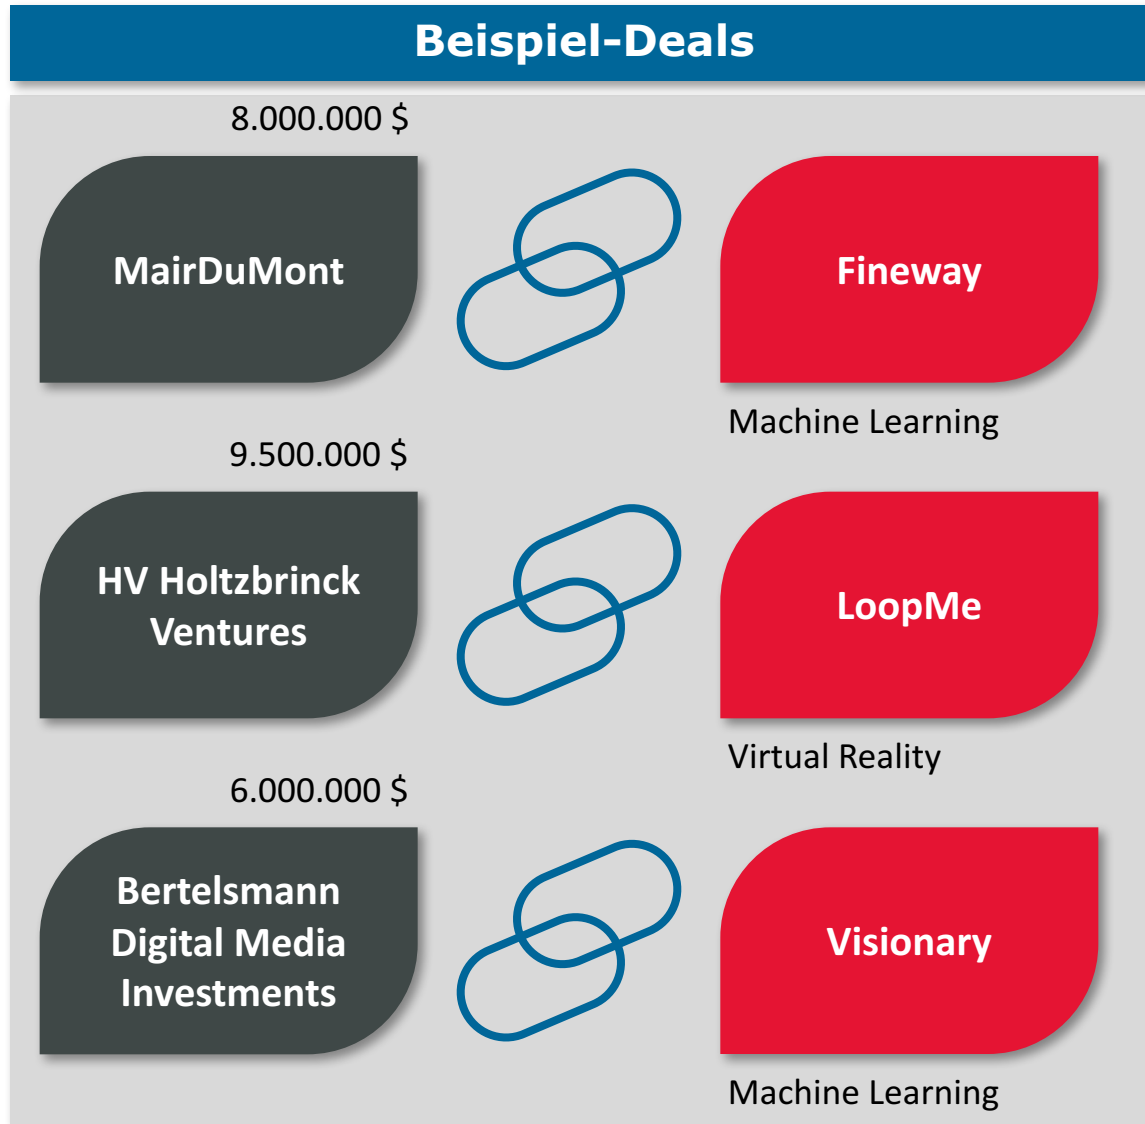 Beispiel-Deals
8.000.000 $
MairDuMont
Fineway
Machine Learning
9.500.000 $
HV Holtzbrinck
Ventures
LoopMe
Virtual Reality
6.000.000 $
Bertelsmann
Digital Media
Investments
Visionary
Machine Learning